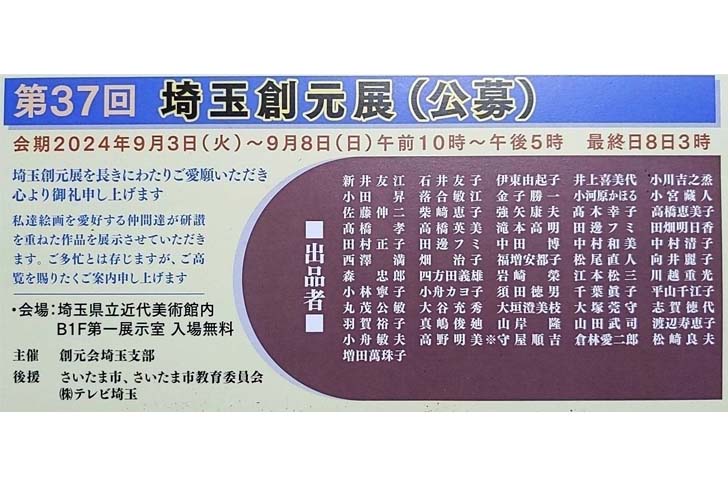 第37回 埼玉創元展（公募）
会期2024年9月3日（火）～9月8日（日）午前10時～午後5時　最終日8日3時
埼玉創元展を長きにわたりご愛願いただき
心より御礼申し上げます
私達絵画を愛好する仲間達が研讃
を重ねた作品を展示させていただき
ます。ご多忙とは存じますが、ご高
覧を賜りたくご案内申し上げます
・会場：埼玉県立近代美術館内
B1F第一展示室 入場無料
主催　創元会埼玉支部
後援　さいたま市、さいたま市教育委員会
㈱テレビ埼玉
■出品者■
新井友江　石井友子　伊東由起子　井上喜美代　小川吉之烝
小田昇　落合敏江　金子勝一　小河原かほる　小宮蔵人
佐藤伸二　柴﨑恵子　強矢康夫　髙木幸子　高橋恵美子
髙橋孝　高橋英美　滝本高明　田邊フミ　田畑明日香
田村正子　田邊フミ　中田博　中村和美　中村清子
西澤満　畑治子　福増安都子　松尾直人　向井麗子
森忠郎　四方田義雄　岩崎榮　江本松三　川越重光
小林寧子　小舟カヨ子　須田徳男　千葉眞子　平山千江子
丸茂公敏　大谷充秀　大垣澄美枝　大塚莞守　志賀徳代
羽賀裕子　真嶋俊廸　山岸隆　山田武司　渡辺寿恵子
小舟敏夫　高野明美　※守屋順吉　倉林愛二郎　松崎良夫
増田萬珠子